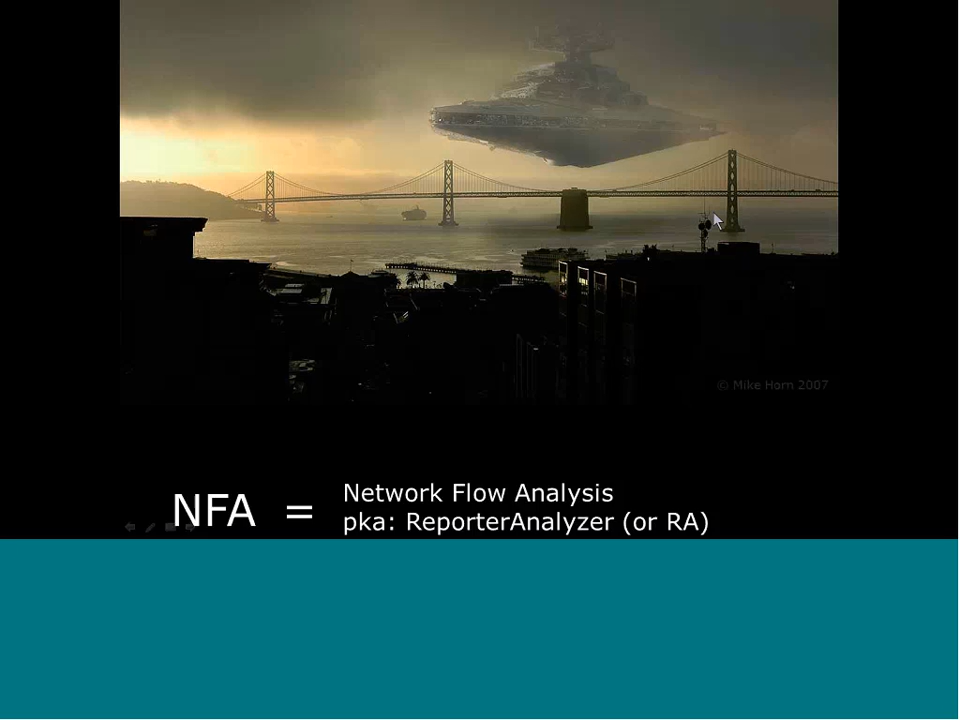 © Mike Horn 2007
NFA =
Network Flow Analysis
pka: ReporterAnalyzer (or RA)